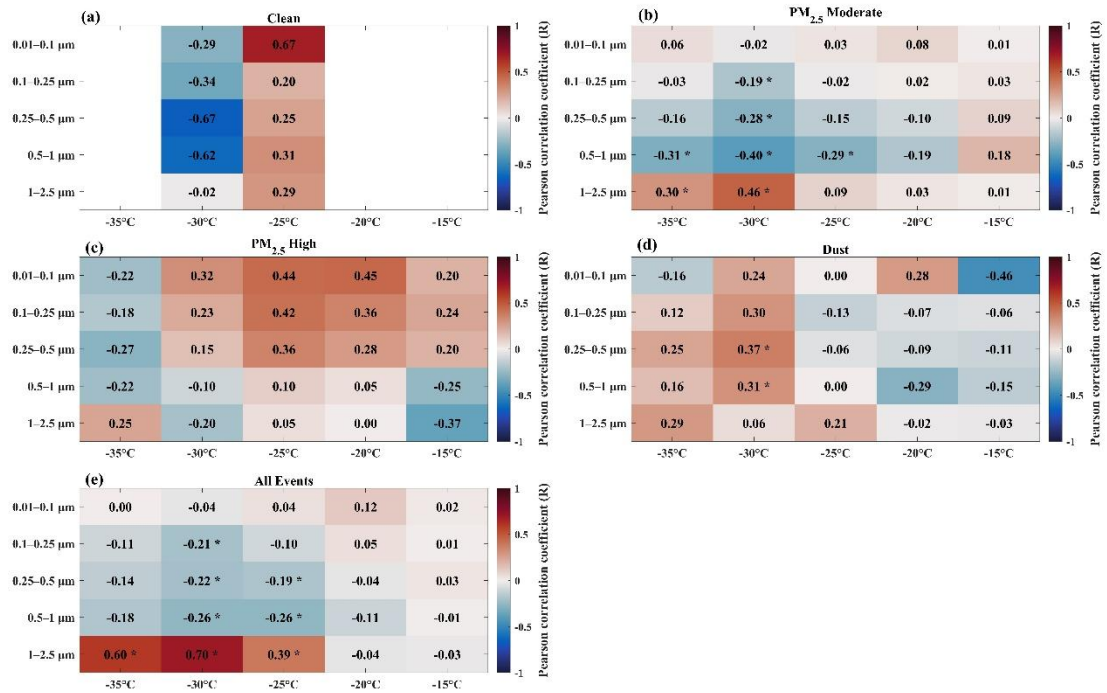 (a) Clean
0.01–0.1 μm -0.29 0.67
0.1–0.25 μm -0.34 0.20
0.25–0.5 μm -0.67 0.25
0.5–1 μm -0.62 0.31
1–2.5 μm -0.02 0.29
-35°C -30°C -25°C -20°C -15°C
1
0.5
0
-0.5
-1
Pearson correlation coefficient (R)
(b) PM2.5 Moderate
0.01–0.1 μm 0.06 -0.02 0.03 0.08 0.01
0.1–0.25 μm -0.03 -0.19 * -0.02 0.02 0.03
0.25–0.5 μm -0.16 -0.28 * -0.15 -0.10 0.09
0.5–1 μm -0.31 * -0.40 * -0.29 * -0.19 0.18
1–2.5 μm 0.30 * 0.46 * 0.09 0.03 0.01
-35°C -30°C -25°C -20°C -15°C
1
0.5
0
-0.5
-1
Pearson correlation coefficient (R)
(c) PM2.5 High
0.01–0.1 μm -0.22 0.32 0.44 0.45 0.20
0.1–0.25 μm -0.18 0.23 0.42 0.36 0.24
0.25–0.5 μm -0.27 0.15 0.36 0.28 0.20
0.5–1 μm -0.22 -0.10 0.10 0.05 -0.25
1–2.5 μm 0.25 -0.20 0.05 0.00 -0.37
-35°C -30°C -25°C -20°C -15°C
1
0.5
0
-0.5
-1
Pearson correlation coefficient (R)
(d) Dust
0.01–0.1 μm -0.16 0.24 0.00 0.28 -0.46
0.1–0.25 μm 0.12 0.30 -0.13 -0.07 -0.06
0.25–0.5 μm 0.25 0.37 * -0.06 -0.09 -0.11
0.5–1 μm 0.16 0.31 * 0.00 -0.29 -0.15
1–2.5 μm 0.29 0.06 0.21 -0.02 -0.03
-35°C -30°C -25°C -20°C -15°C
1
0.5
0
-0.5
-1
Pearson correlation coefficient (R)
(e) All Events
0.01–0.1 μm 0.00 -0.04 0.04 0.12 0.02
0.1–0.25 μm -0.11 -0.21 * -0.10 0.05 0.01
0.25–0.5 μm -0.14 -0.22 * -0.19 * -0.04 0.03
0.5–1 μm -0.18 -0.26 * -0.26 * -0.11 -0.01
1–2.5 μm 0.60 * 0.70 * 0.39 * -0.04 -0.03
-35°C -30°C -25°C -20°C -15°C
1
0.5
0
-0.5
-1
Pearson correlation coefficient (R)